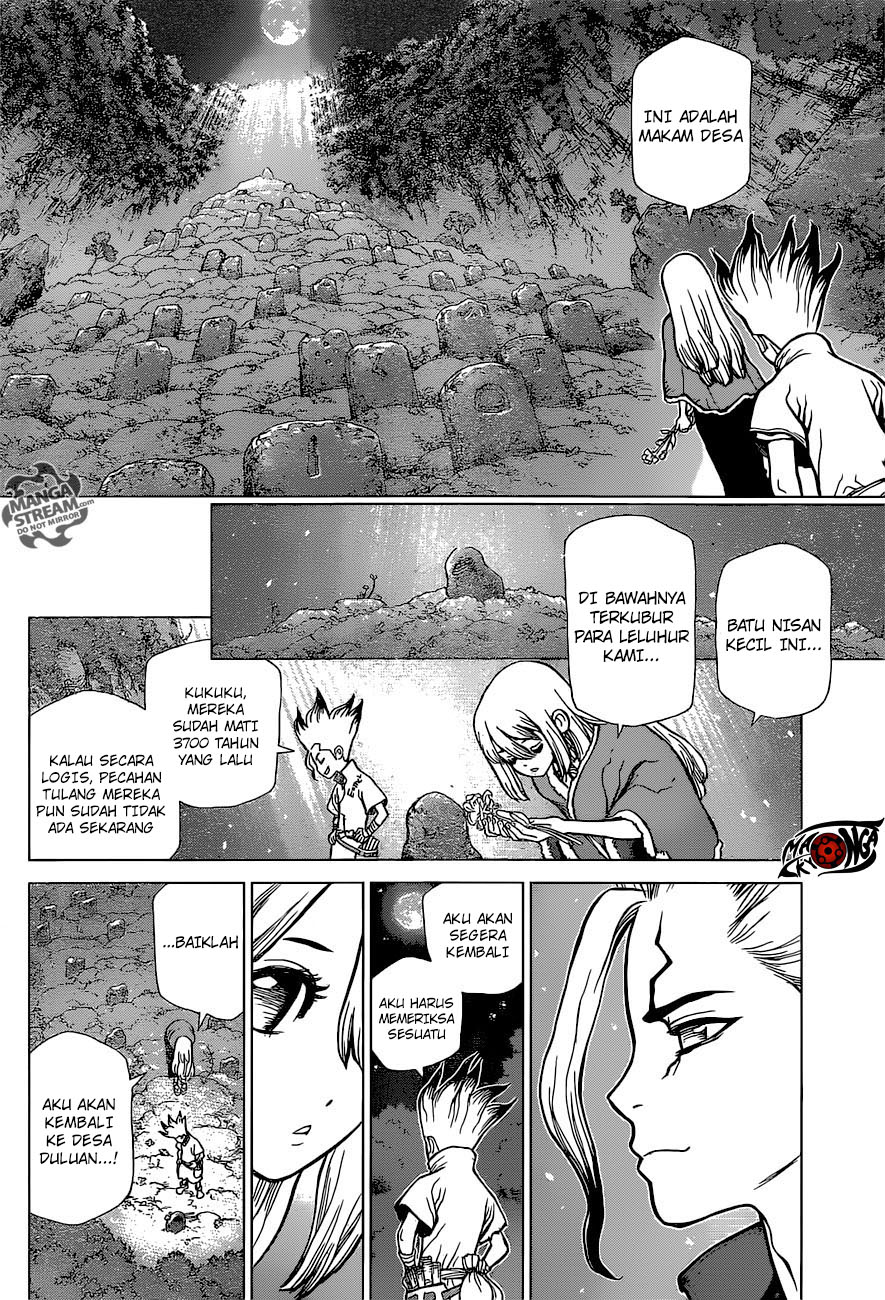 INI ADALAH
MAKAM DESA
MANGA
STREAM.com
DO NOT MIRROR
BATU NISAN
KECIL INI...
DI BAWAHNYA
TERKUBUR
PARA LELUHUR
KAMI...
KUKUKU,
MEREKA
SUDAH MATI
3700 TAHUN
YANG LALU
KALAU SECARA
LOGIS, PECAHAN
TULANG MEREKA
PUN SUDAH TIDAK
ADA SEKARANG
MANGA
AKU AKAN
SEGERA
KEMBALI
AKU HARUS
MEMERIKSA
SESUATU
...BAIKLAH
AKU AKAN
KEMBALI
KE DESA
DULUAN...!